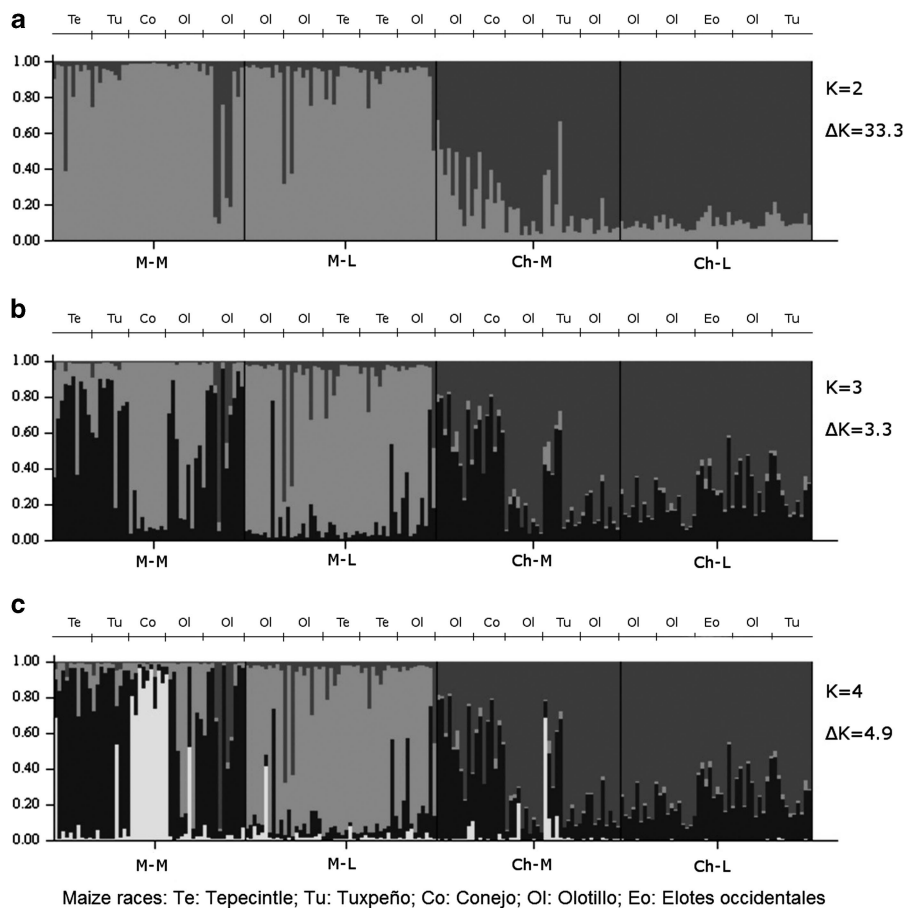 a
Te Tu Co Ol Ol Ol Ol Te Te Ol Ol Co Ol Tu Ol Ol Ol Eo Ol Tu
1.00
0.80
0.60
0.40
0.20
0.00
K=2
ΔK=33.3
M-M M-L Ch-M Ch-L
b
Te Tu Co Ol Ol Ol Ol Te Te Ol Ol Co Ol Tu Ol Ol Ol Eo Ol Tu
1.00
0.80
0.60
0.40
0.20
0.00
K=3
ΔK=3.3
M-M M-L Ch-M Ch-L
c
Te Tu Co Ol Ol Ol Ol Te Te Ol Ol Co Ol Tu Ol Ol Ol Eo Ol Tu
1.00
0.80
0.60
0.40
0.20
0.00
K=4
ΔK=4.9
M-M M-L Ch-M Ch-L
Maize races: Te: Tepecintle; Tu: Tuxpeño; Co: Conejo; Ol: Olotillo; Eo: Elotes occidentales